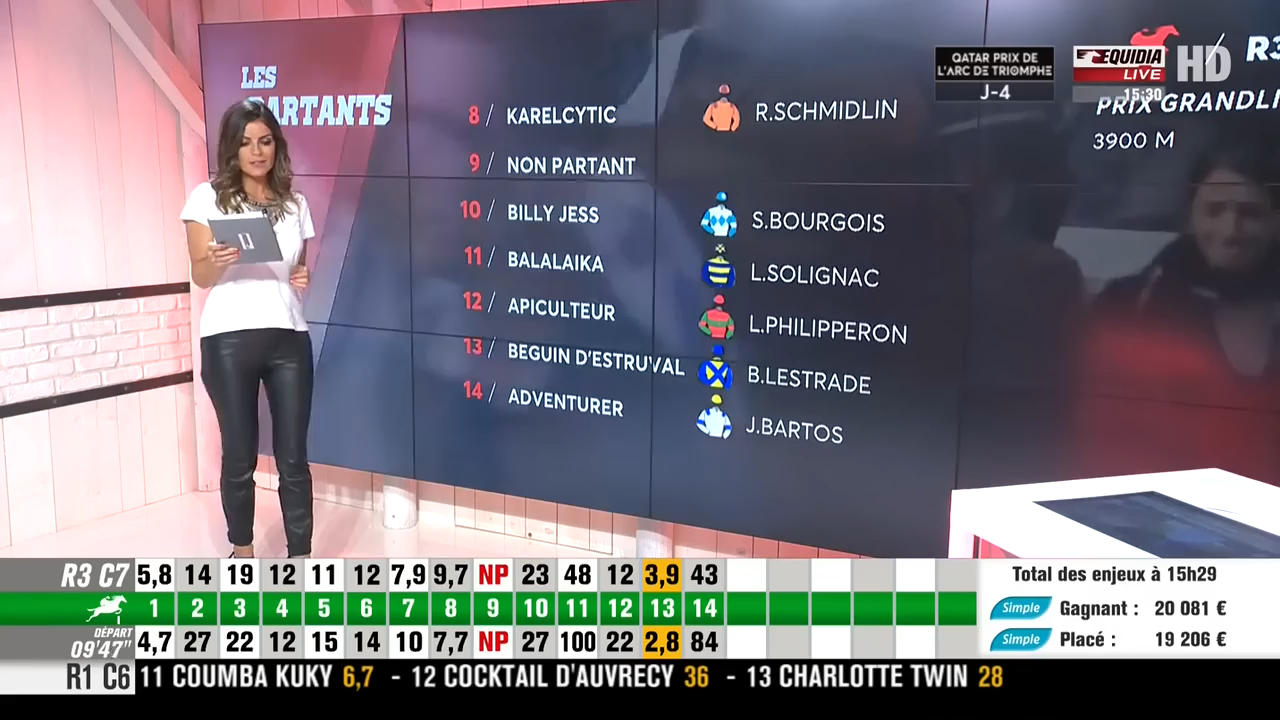 LES
PARTANTS
8 / KARELCYTIC R.SCHMIDLIN
9 / NON PARTANT
10 / BILLY JESS S.BOURGOIS
11 / BALALAIKA L.SOLIGNAC
12 / APICULTEUR L.PHILIPPERON
13 / BEGUIN D'ESTRUVAL B.LESTRADE
14 / ADVENTURER J.BARTOS
QATAR PRIX DE
L'ARC DE TRIOMPHE
J-4
EQUIDIA
LIVE
HD
15:30
/ R3
PRIX GRANDLI
3900 M
R3 C7 5,8 14 19 12 11 12 7,9 9,7 NP 23 48 12 3,9 43
1 2 3 4 5 6 7 8 9 10 11 12 13 14
DÉPART
09'47" 4,7 27 22 12 15 14 10 7,7 NP 27 100 22 2,8 84
Total des enjeux à 15h29
Simple Gagnant : 20 081 €
Simple Placé : 19 206 €
R1 C6 11 COUMBA KUKY 6,7 - 12 COCKTAIL D'AUVRECY 36 - 13 CHARLOTTE TWIN 28